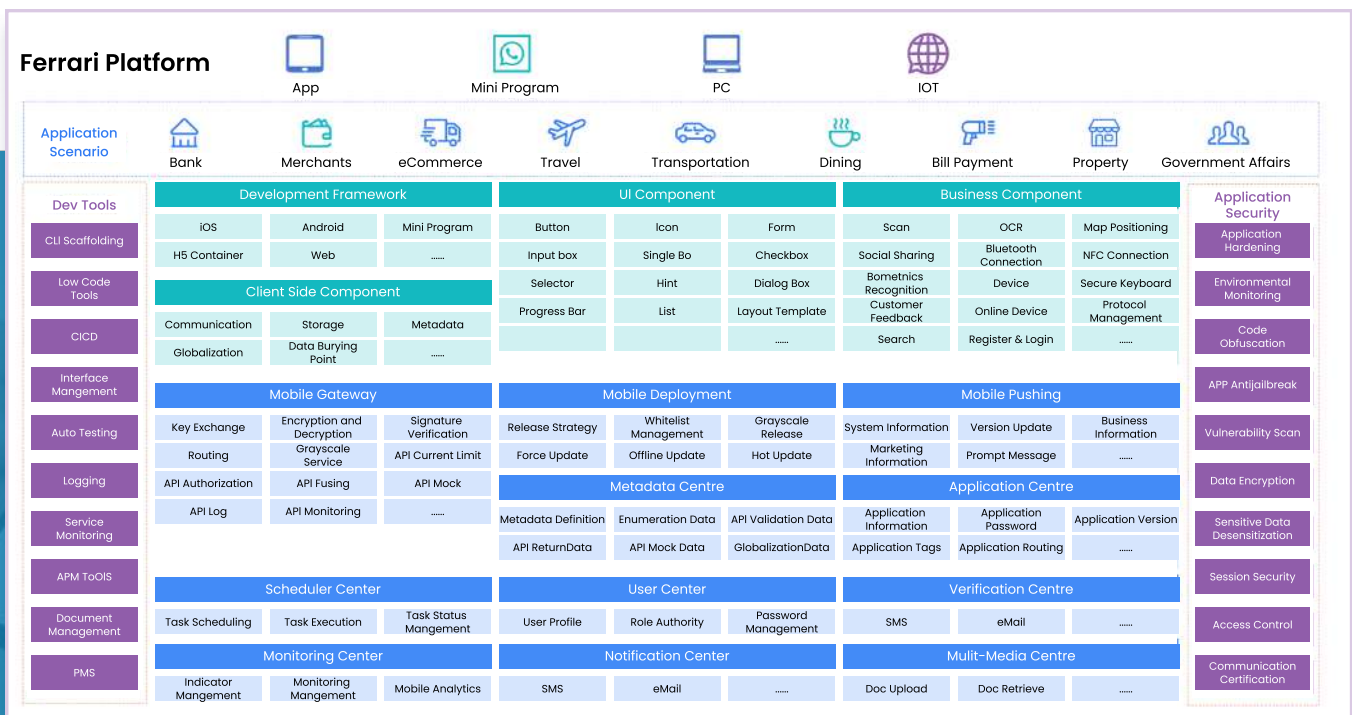 Ferrari Platform
App
Mini Program
PC
IOT
Application
Scenario
Bank
Merchants
eCommerce
Travel
Transportation
Dining
Bill Payment
Property
Government Affairs
Dev Tools
CLI Scaffolding
Low Code
Tools
CICD
Interface
Mangement
Auto Testing
Logging
Service
Monitoring
APM ToOlS
Document
Management
PMS
Development Framework
iOS
Android
Mini Program
H5 Container
Web
......
Client Side Component
Communication
Storage
Metadata
Globalization
Data Burying
Point
......
UI Component
Button
Icon
Form
Input box
Single Bo
Checkbox
Selector
Hint
Dialog Box
Progress Bar
List
Layout Template
......
Business Component
Scan
OCR
Map Positioning
Social Sharing
Bluetooth
Connection
NFC Connection
Bometnics
Recognition
Device
Secure Keyboard
Customer
Feedback
Online Device
Protocol
Management
Search
Register & Login
......
Mobile Gateway
Key Exchange
Encryption and
Decryption
Signature
Verification
Routing
Grayscale
Service
API Current Limit
API Authorization
API Fusing
API Mock
API Log
API Monitoring
......
Mobile Deployment
Release Strategy
Whitelist
Management
Grayscale
Release
Force Update
Offline Update
Hot Update
Mobile Pushing
System Information
Version Update
Business
Information
Marketing
Information
Prompt Message
......
Metadata Centre
Metadata Definition
Enumeration Data
API Validation Data
API ReturnData
API Mock Data
GlobalizationData
Application Centre
Application
Information
Application
Password
Application Version
Application Tags
Application Routing
......
Scheduler Center
Task Scheduling
Task Execution
Task Status
Mangement
User Center
User Profile
Role Authority
Password
Management
Verification Centre
SMS
eMail
......
Monitoring Center
Indicator
Mangement
Monitoring
Mangement
Mobile Analytics
Notification Center
SMS
eMail
......
Mulit-Media Centre
Doc Upload
Doc Retrieve
......
Application
Security
Application
Hardening
Environmental
Monitoring
Code
Obfuscation
APP Antijailbreak
Vulnerability Scan
Data Encryption
Sensitive Data
Desensitization
Session Security
Access Control
Communication
Certification